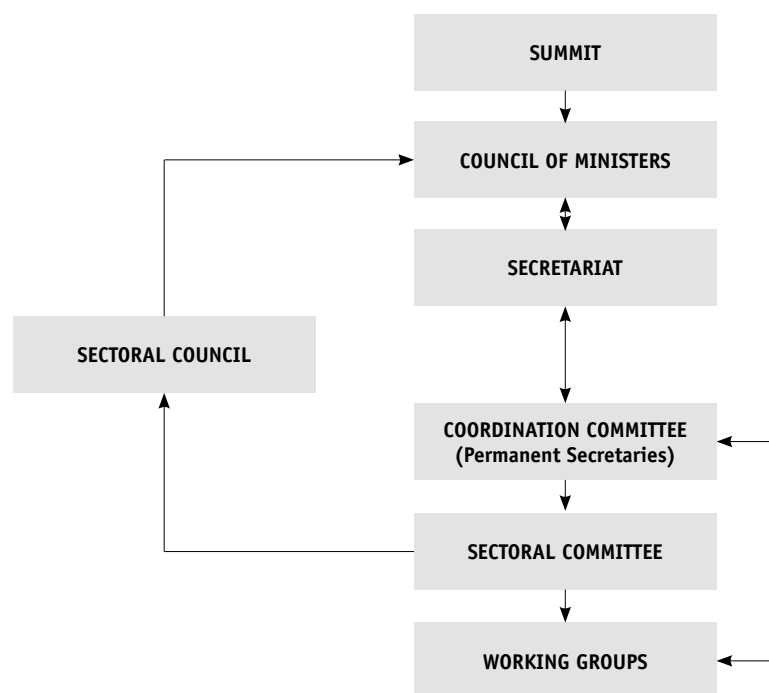 SUMMIT
COUNCIL OF MINISTERS
SECRETARIAT
SECTORAL COUNCIL
COORDINATION COMMITTEE
(Permanent Secretaries)
SECTORAL COMMITTEE
WORKING GROUPS